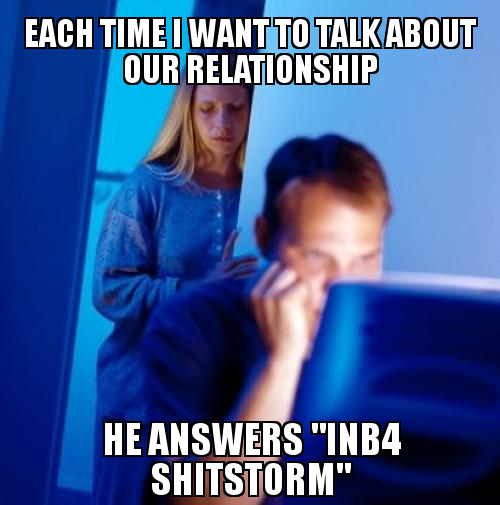 EACH TIME I WANT TO TALK ABOUT
OUR RELATIONSHIP
HE ANSWERS "INB4
SHITSTORM"